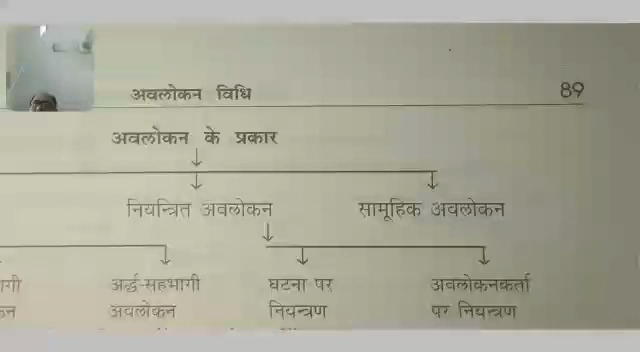 अवलोकन विधि 89
अवलोकन के प्रकार
नियन्त्रित अवलोकन सामूहिक अवलोकन
अर्द्ध-सहभागी घटना पर अवलोकनकर्ता
अवलोकन नियन्त्रण पर नियन्त्रण